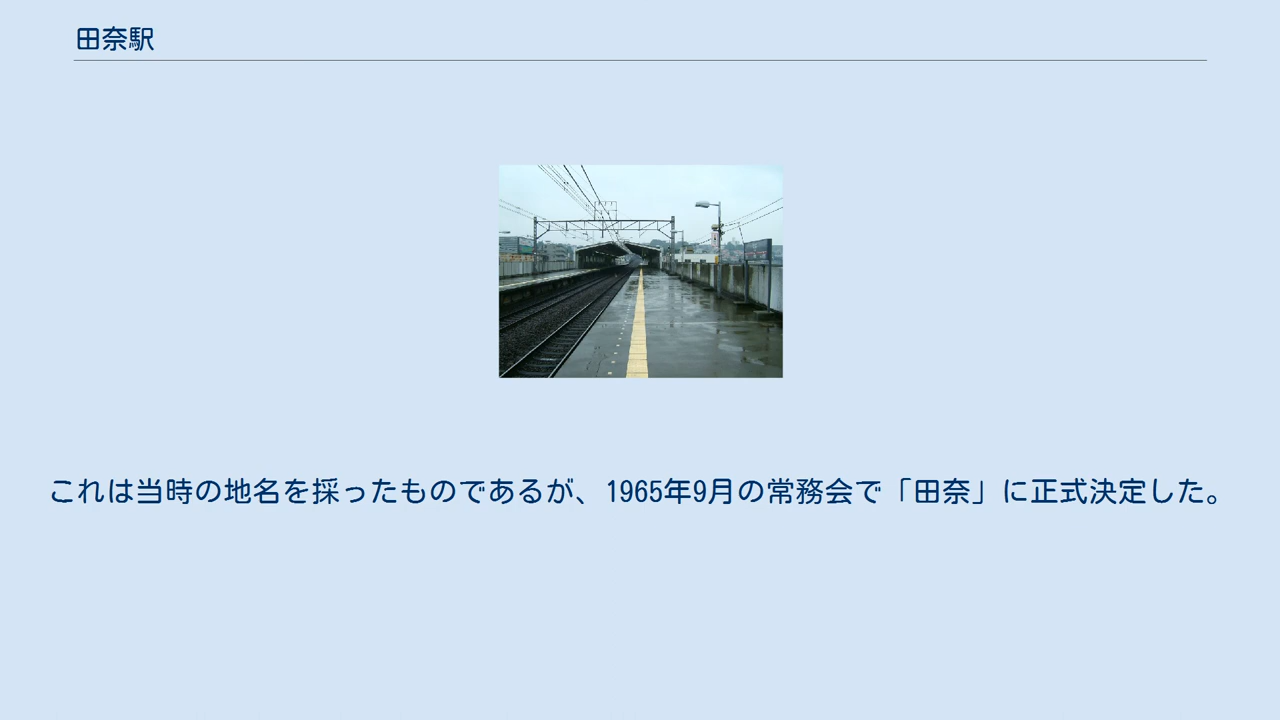 田奈駅
これは当時の地名を採ったものであるが、1965年9月の常務会で「田奈」に正式決定した。